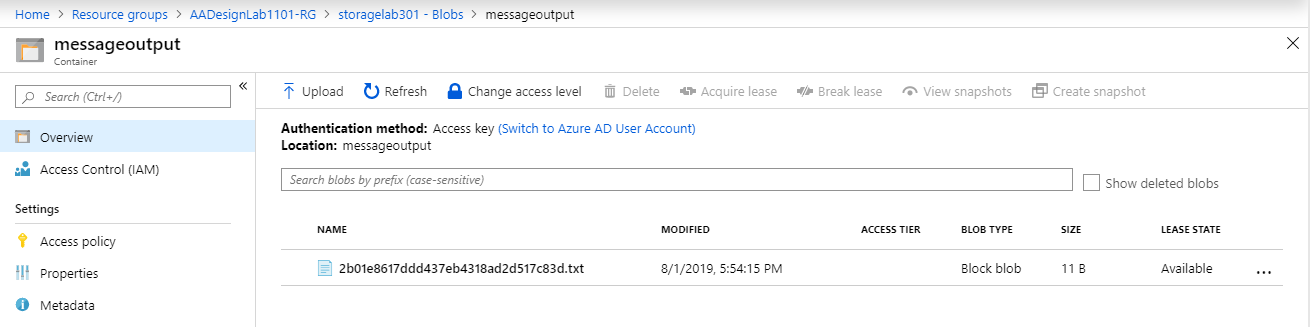 Home > Resource groups > AADesignLab1101-RG > storagelab301 - Blobs > messageoutput
messageoutput
Container
Search (Ctrl+/)
«
Overview
Access Control (IAM)
Settings
Access policy
Properties
Metadata
Upload Refresh Change access level Delete Acquire lease Break lease View snapshots Create snapshot
Authentication method: Access key (Switch to Azure AD User Account)
Location: messageoutput
Search blobs by prefix (case-sensitive) Show deleted blobs
NAME MODIFIED ACCESS TIER BLOB TYPE SIZE LEASE STATE
2b01e8617ddd437eb4318ad2d517c83d.txt 8/1/2019, 5:54:15 PM Block blob 11 B Available ...